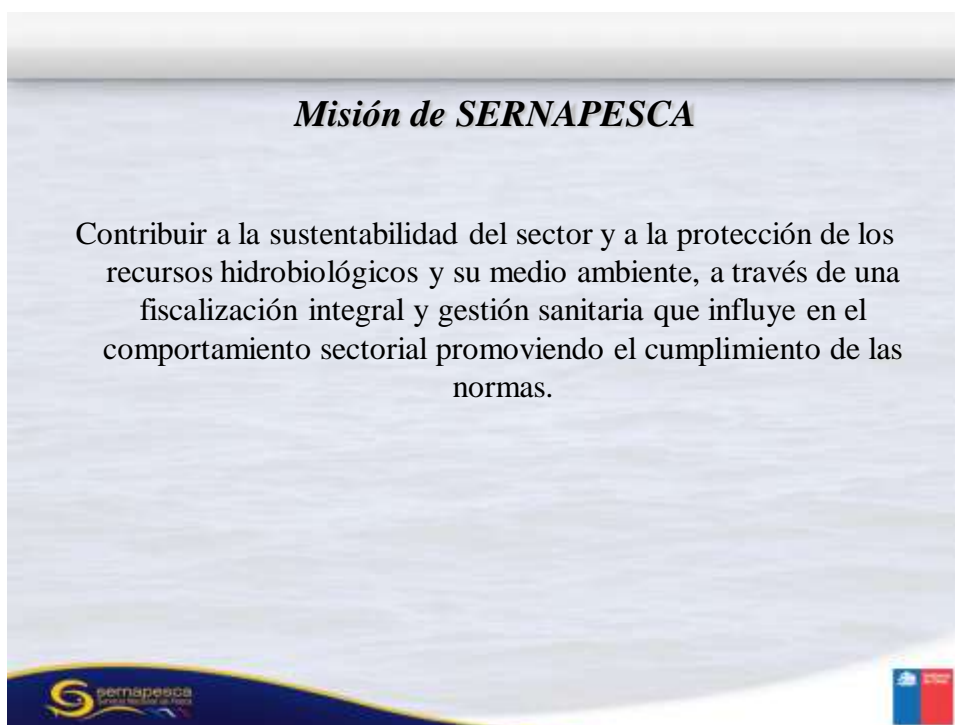 Misión de SERNAPESCA
Contribuir a la sustentabilidad del sector y a la protección de los
recursos hidrobiológicos y su medio ambiente, a través de una
fiscalización integral y gestión sanitaria que influye en el
comportamiento sectorial promoviendo el cumplimiento de las
normas.
sernapesca